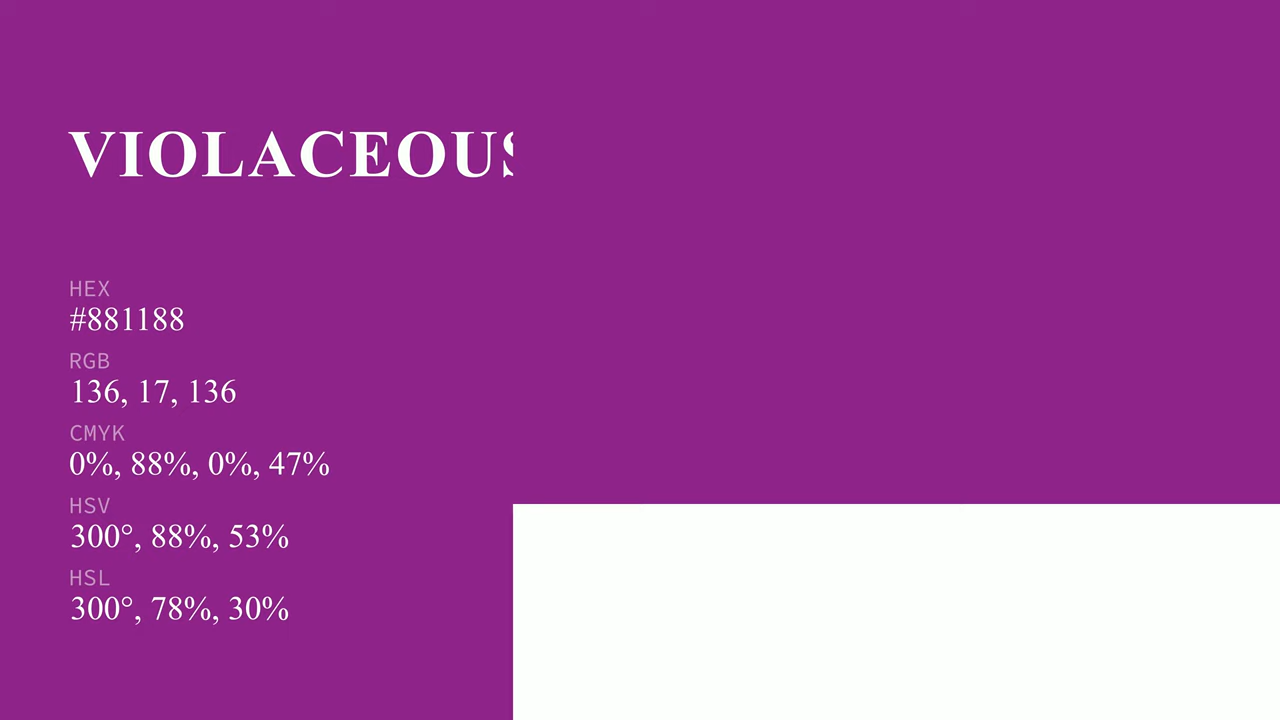 VIOLACEOUS
HEX
#881188
RGB
136, 17, 136
CMYK
0%, 88%, 0%, 47%
HSV
300°, 88%, 53%
HSL
300°, 78%, 30%